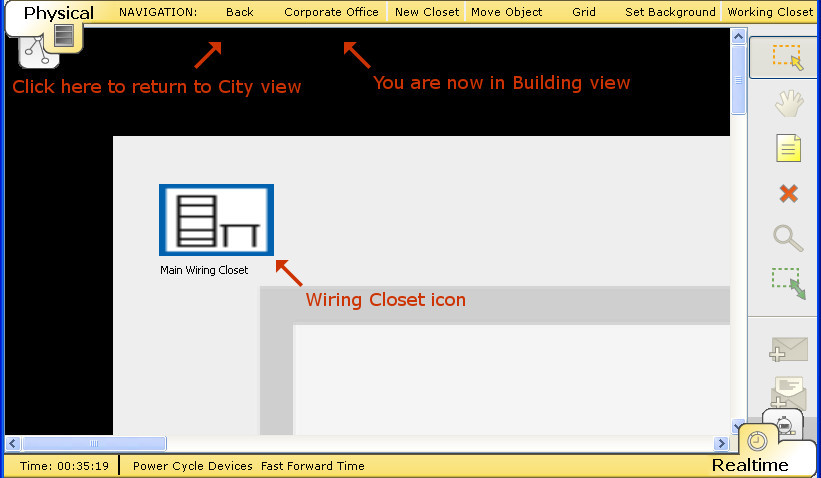 Physical NAVIGATION: Back Corporate Office New Closet Move Object Grid Set Background Working Closet
Click here to return to City view
You are now in Building view
Main Wiring Closet
Wiring Closet icon
Time: 00:35:19 Power Cycle Devices Fast Forward Time
Realtime